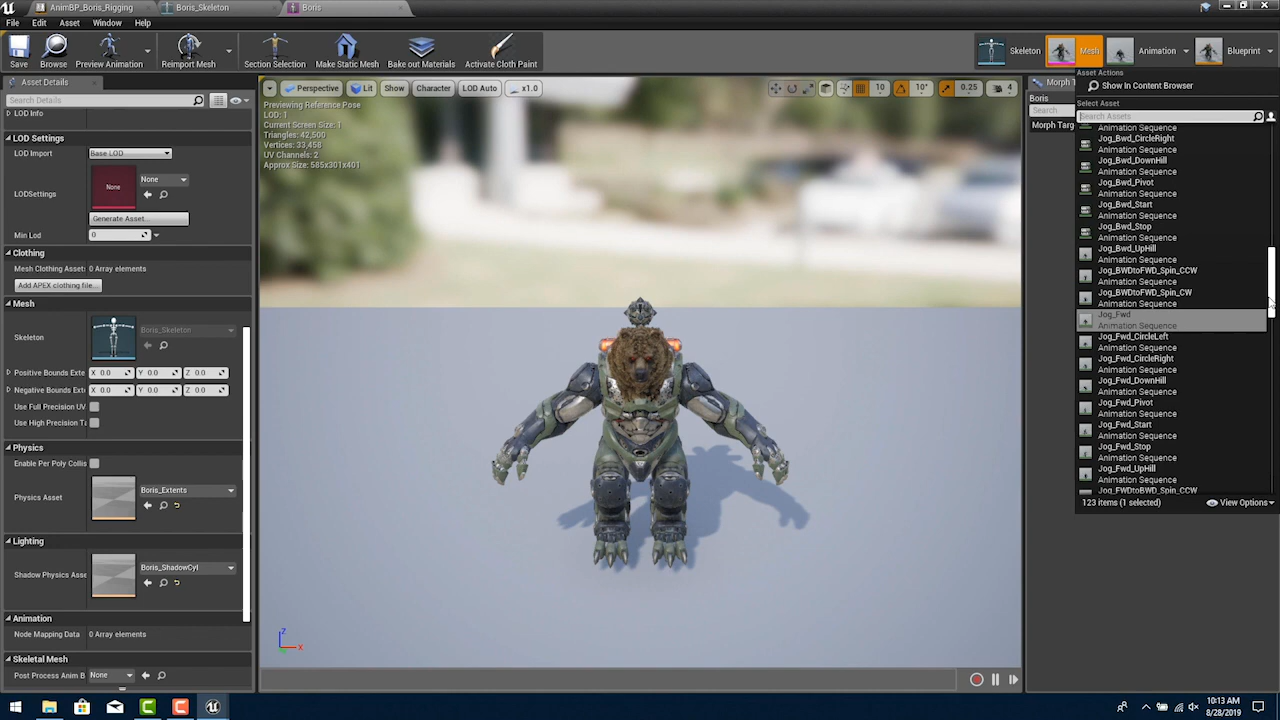 AnimBP_Boris_Rigging
Boris_Skeleton
Boris
File Edit Asset Window Help
Save
Browse
Preview Animation
Reimport Mesh
Section Selection
Make Static Mesh
Bake out Materials
Activate Cloth Paint
Skeleton
Mesh
Animation
Blueprint
Asset Details
Search Details
LOD Info
LOD Settings
LOD Import
Base LOD
LODSettings
None
None
Generate Asset...
Min Lod
0
Clothing
Mesh Clothing Assets
0 Array elements
Add APEX clothing file...
Mesh
Skeleton
Boris_Skeleton
Positive Bounds Exte
X 0.0
Y 0.0
Z 0.0
Negative Bounds Ext
X 0.0
Y 0.0
Z 0.0
Use Full Precision UV
Use High Precision Ta
Physics
Enable Per Poly Collis
Physics Asset
Boris_Extents
Lighting
Shadow Physics Asse
Boris_ShadowCyl
Animation
Node Mapping Data
0 Array elements
Skeletal Mesh
Post Process Anim B
None
Perspective
Lit
Show
Character
LOD Auto
x1.0
10
10°
0.25
4
Previewing Reference Pose
LOD: 1
Current Screen Size: 1
Triangles: 42,500
Vertices: 33,458
UV Channels: 2
Approx Size: 585x301x401
Z
X
Morph T
Boris
Search
Morph Targ
Asset Actions
Show In Content Browser
Select Asset
Search Assets
Animation Sequence
Jog_Bwd_CircleRight
Animation Sequence
Jog_Bwd_DownHill
Animation Sequence
Jog_Bwd_Pivot
Animation Sequence
Jog_Bwd_Start
Animation Sequence
Jog_Bwd_Stop
Animation Sequence
Jog_Bwd_UpHill
Animation Sequence
Jog_BWDtoFWD_Spin_CCW
Animation Sequence
Jog_BWDtoFWD_Spin_CW
Animation Sequence
Jog_Fwd
Animation Sequence
Jog_Fwd_CircleLeft
Animation Sequence
Jog_Fwd_CircleRight
Animation Sequence
Jog_Fwd_DownHill
Animation Sequence
Jog_Fwd_Pivot
Animation Sequence
Jog_Fwd_Start
Animation Sequence
Jog_Fwd_Stop
Animation Sequence
Jog_Fwd_UpHill
Animation Sequence
Jog_FWDtoBWD_Spin_CCW
123 items (1 selected)
View Options
10:13 AM
8/28/2019